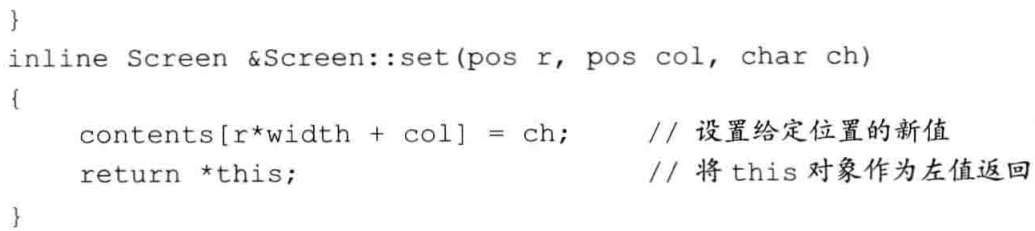 }
inline Screen &Screen::set(pos r, pos col, char ch)
{
    contents[r*width + col] = ch;      // 设置给定位置的新值
    return *this;                      // 将 this 对象作为左值返回
}